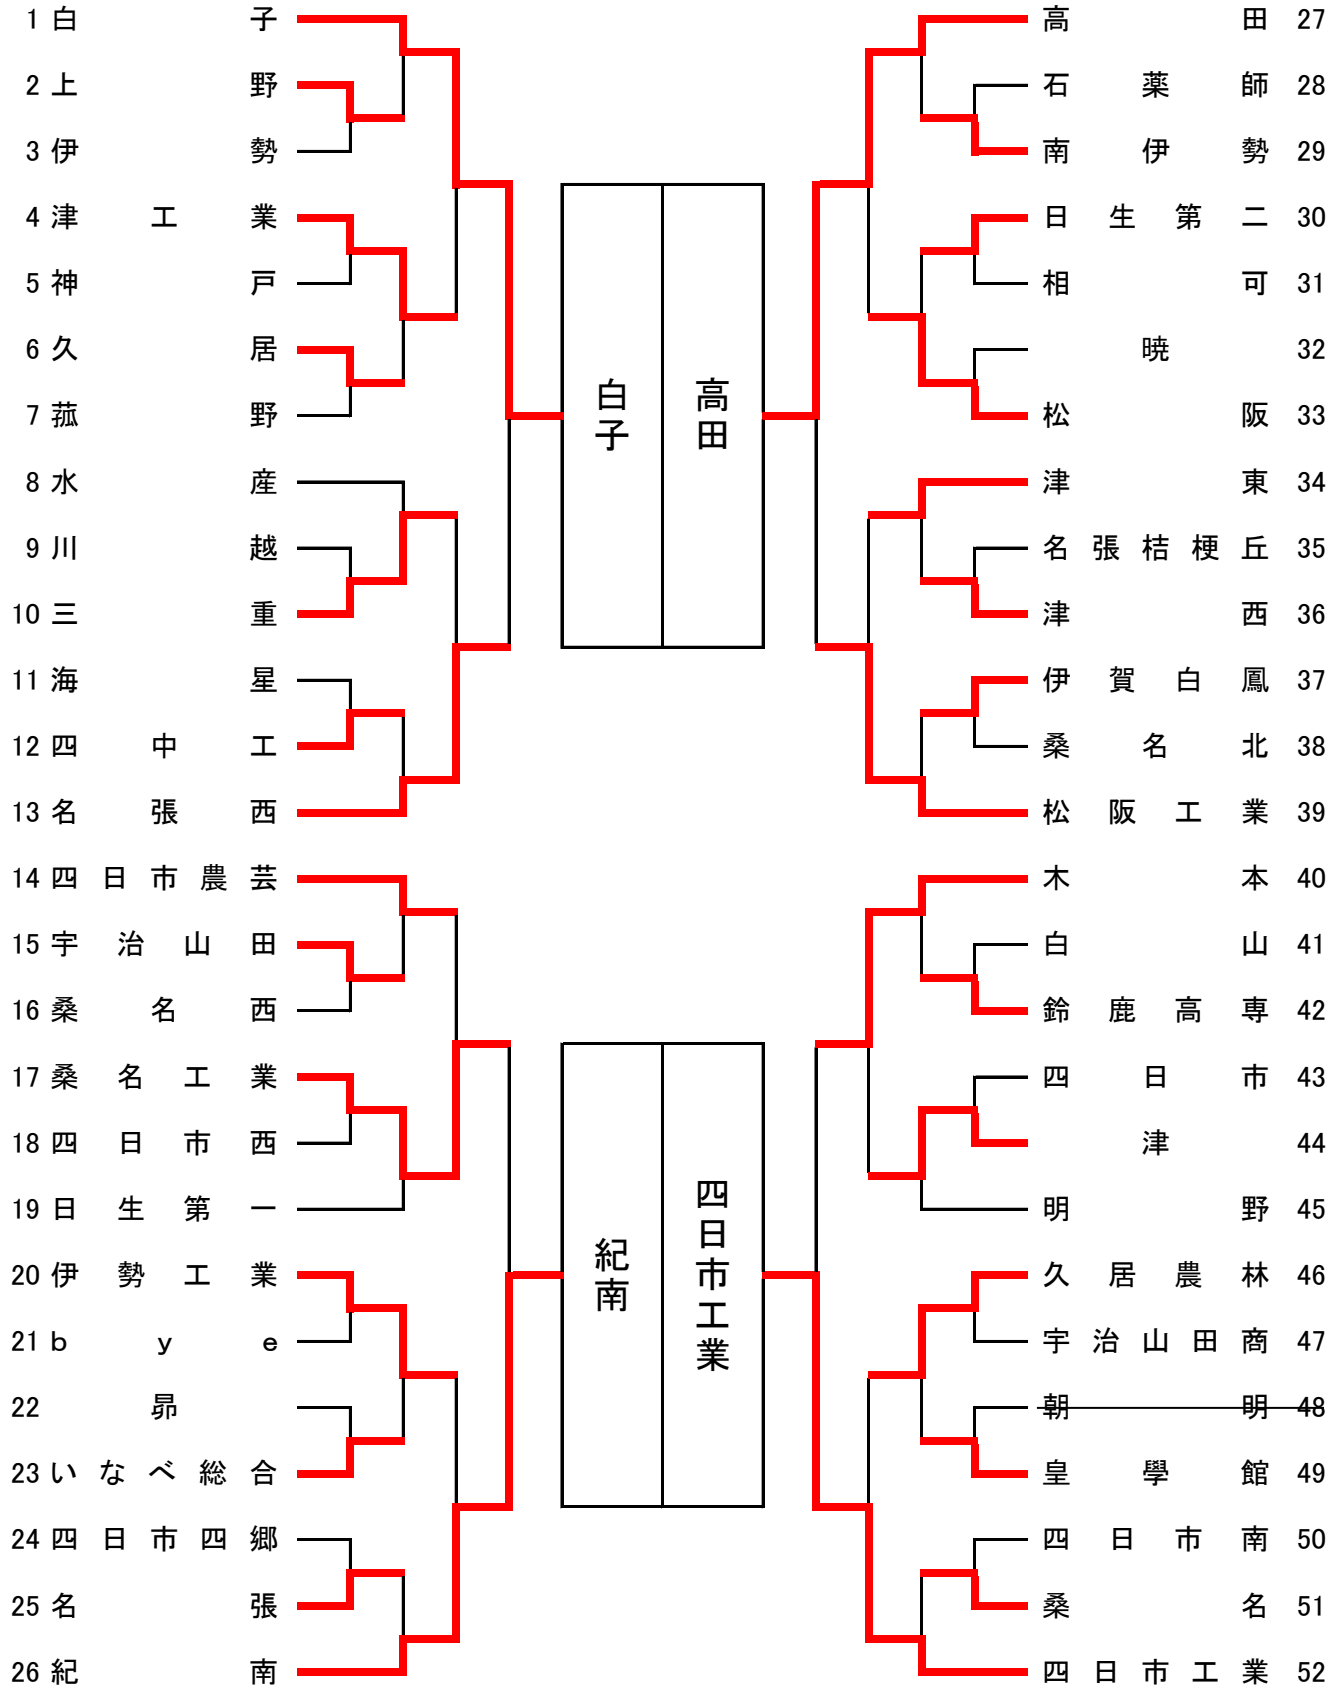 1 白子
2 上野
3 伊勢
4 津工業
5 神戸
6 久居
7 菰野
8 水産
9 川越
10 三重
11 海星
12 四中工
13 名張西
14 四日市農芸
15 宇治山田
16 桑名西
17 桑名工業
18 四日市西
19 日生第一
20 伊勢工業
21 ｂｙｅ
22 昴
23 いなべ総合
24 四日市四郷
25 名張
26 紀南
白子
高田
紀南
四日市工業
高田 27
石薬師 28
南伊勢 29
日生第二 30
相可 31
暁 32
松阪 33
津東 34
名張桔梗丘 35
津西 36
伊賀白鳳 37
桑名北 38
松阪工業 39
木本 40
白山 41
鈴鹿高専 42
四日市 43
津 44
明野 45
久居農林 46
宇治山田商 47
朝明 48
皇學館 49
四日市南 50
桑名 51
四日市工業 52